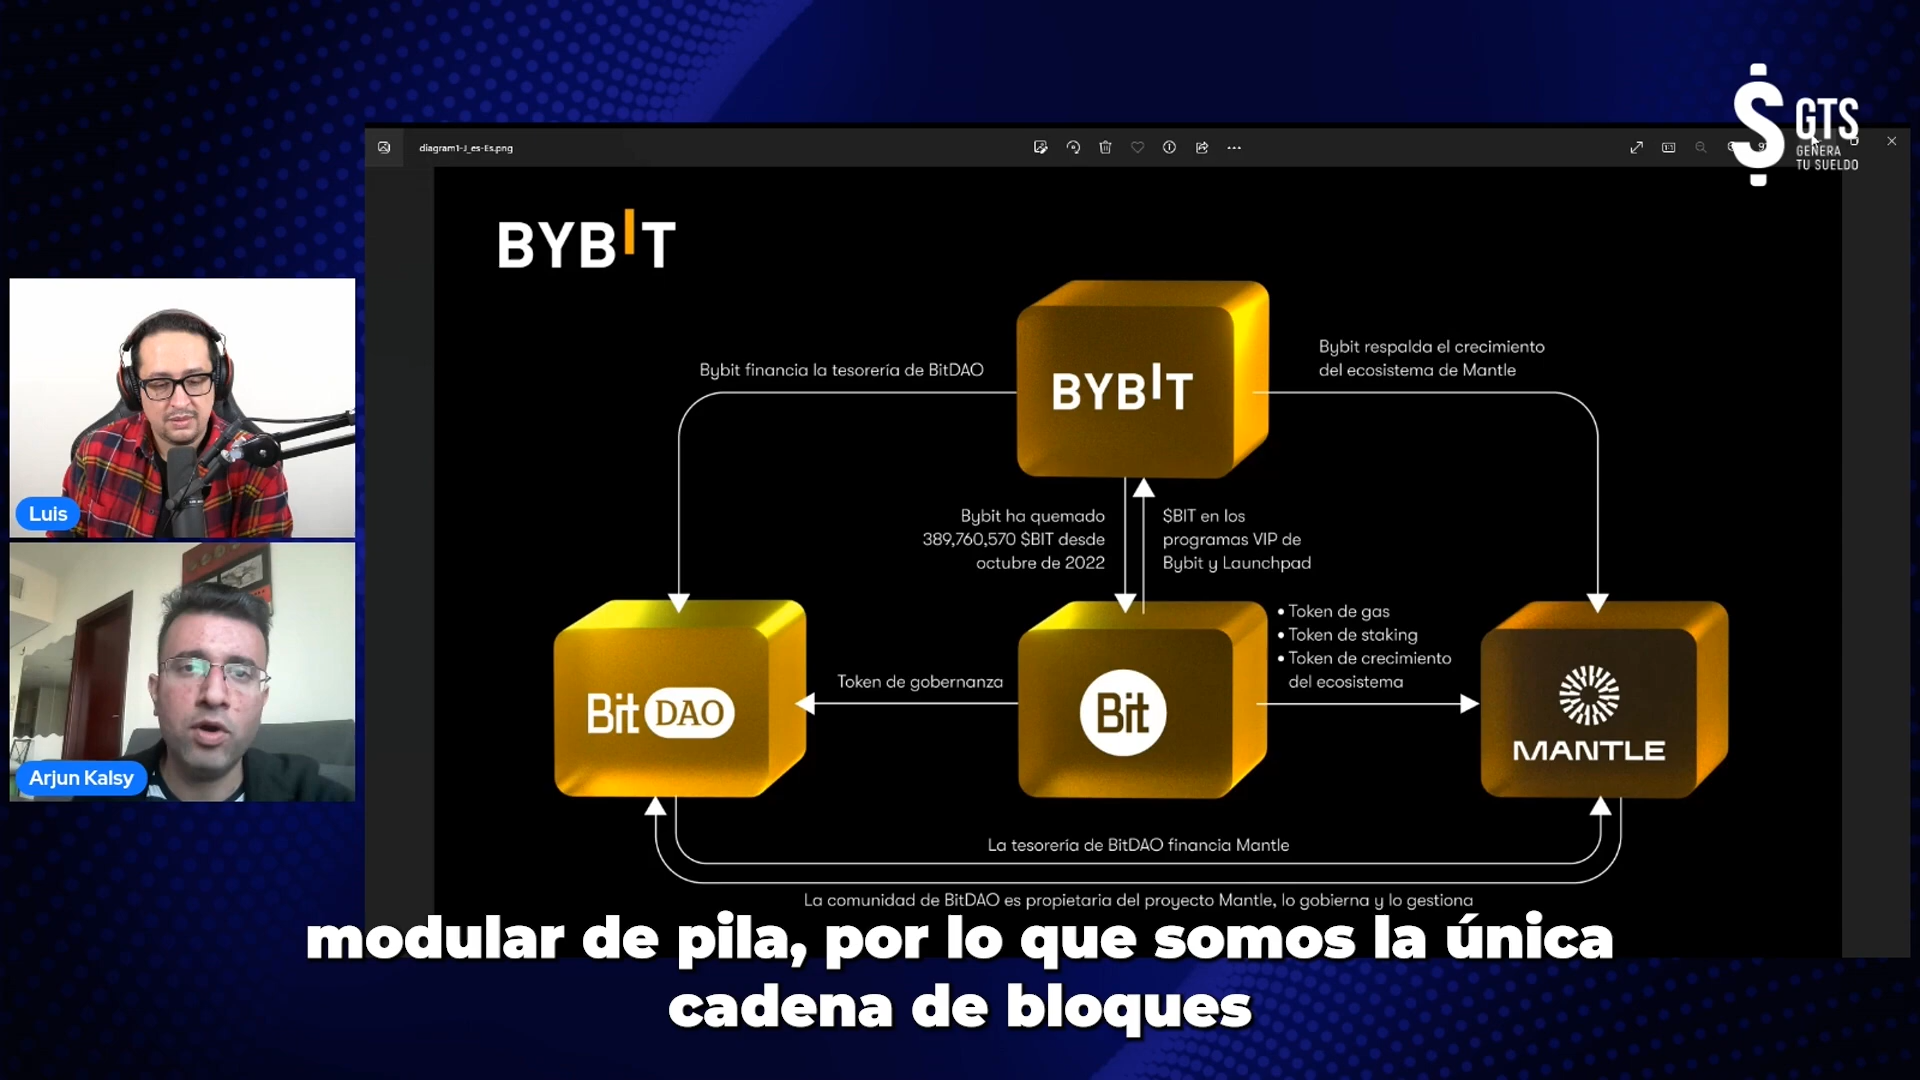 GTS
GENERA
TU SUELDO
diagram1-J_es-Es.png
BYBIT
BYBIT
Bybit financia la tesorería de BitDAO
Bybit respalda el crecimiento
del ecosistema de Mantle
Bybit ha quemado
389,760,570 $BIT desde
octubre de 2022
$BIT en los
programas VIP de
Bybit y Launchpad
Luis
Arjun Kalsy
BitDAO
Token de gobernanza
Bit
• Token de gas
• Token de staking
• Token de crecimiento
del ecosistema
MANTLE
La tesorería de BitDAO financia Mantle
La comunidad de BitDAO es propietaria del proyecto Mantle, lo gobierna y lo gestiona
modular de pila, por lo que somos la única
cadena de bloques